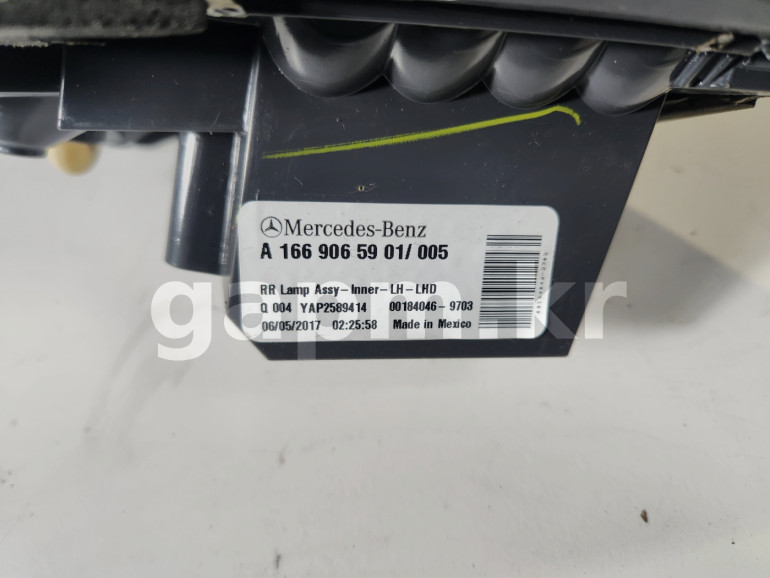 Mercedes-Benz
A 166 906 59 01/ 005
RR Lamp Assy-Inner-LH-LHD
Q 004 YAP2589414 00184046-9703
06/05/2017 02:25:58 Made in Mexico
gapm.kr